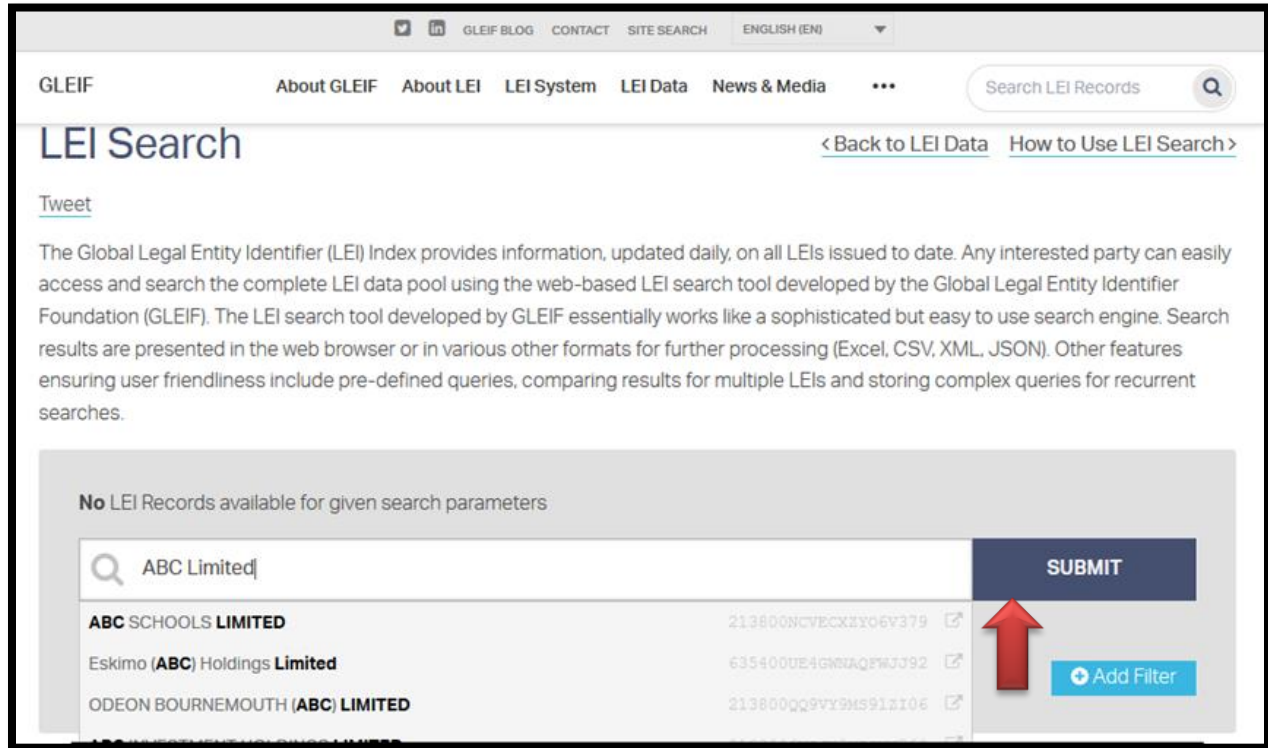 GLEIF BLOG CONTACT SITE SEARCH ENGLISH (EN)
GLEIF About GLEIF About LEI LEI System LEI Data News & Media ••• Search LEI Records
LEI Search <Back to LEI Data How to Use LEI Search>
Tweet
The Global Legal Entity Identifier (LEI) Index provides information, updated daily, on all LEIs issued to date. Any interested party can easily
access and search the complete LEI data pool using the web-based LEI search tool developed by the Global Legal Entity Identifier
Foundation (GLEIF). The LEI search tool developed by GLEIF essentially works like a sophisticated but easy to use search engine. Search
results are presented in the web browser or in various other formats for further processing (Excel, CSV, XML, JSON). Other features
ensuring user friendliness include pre-defined queries, comparing results for multiple LEIs and storing complex queries for recurrent
searches.
No LEI Records available for given search parameters
ABC Limited SUBMIT
ABC SCHOOLS LIMITED
Eskimo (ABC) Holdings Limited
Add Filter
ODEON BOURNEMOUTH (ABC) LIMITED